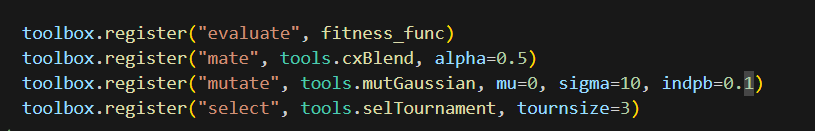 toolbox.register("evaluate", fitness_func)
toolbox.register("mate", tools.cxBlend, alpha=0.5)
toolbox.register("mutate", tools.mutGaussian, mu=0, sigma=10, indpb=0.1)
toolbox.register("select", tools.selTournament, tournsize=3)